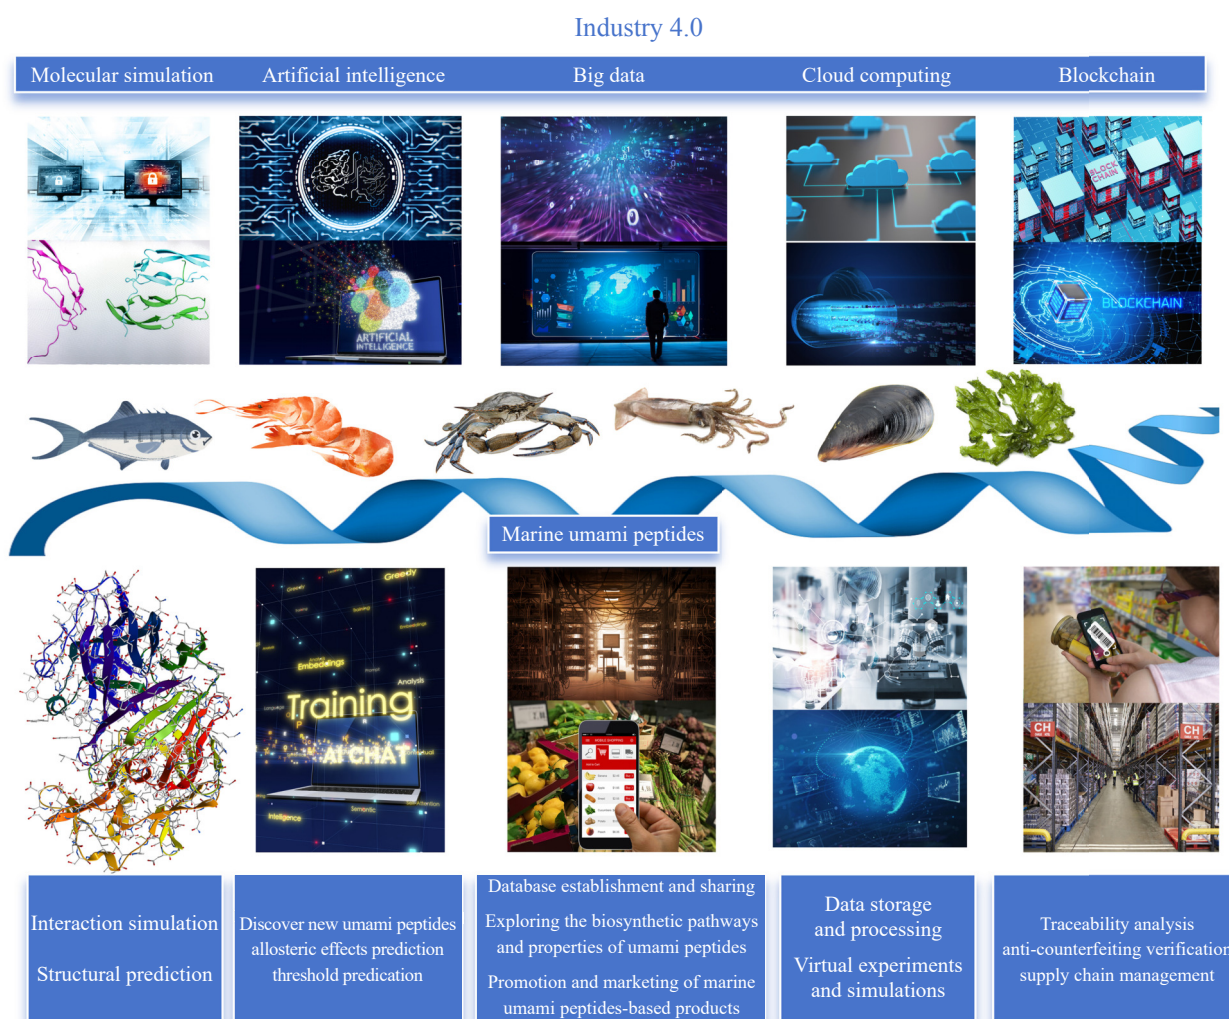 Industry 4.0
Molecular simulation
Artificial intelligence
Big data
Cloud computing
Blockchain
BLOCK
CHAIN
ARTIFICIAL
INTELLIGENCE
BLOCKCHAIN
Marine umami peptides
Greedy
Embeddings
Analysis
Training
AI CHAT
Semantic
Intelligence
MOBILE SHOPPING
CH
CH
Interaction simulation
Structural prediction
Discover new umami peptides
allosteric effects prediction
threshold predication
Database establishment and sharing
Exploring the biosynthetic pathways
and properties of umami peptides
Promotion and marketing of marine
umami peptides-based products
Data storage
and processing
Virtual experiments
and simulations
Traceability analysis
anti-counterfeiting verification
supply chain management